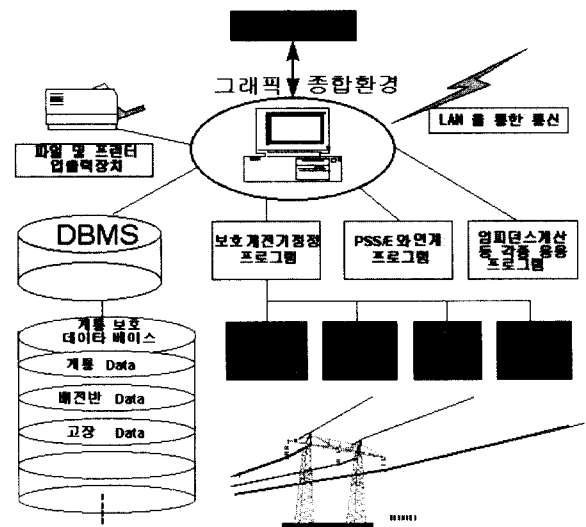 그래픽 종합환경
LAN 을 통한 통신
파일 및 프린터
입출력장치
DBMS
보호계전기정정
프로그램
PSS/E와연계
프로그램
임피던스계산
등 각종 응용
프로그램
계통 보호
데이타 베이스
계통 Data
배전반 Data
고장 Data